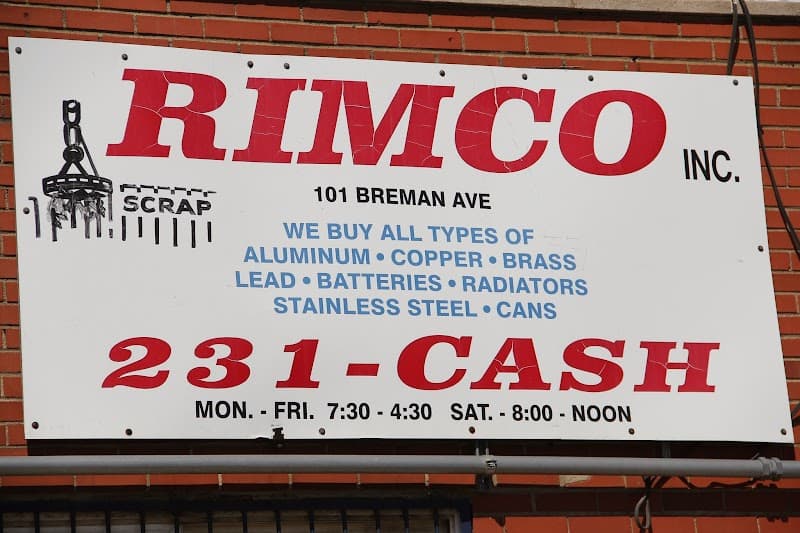 RIMCO INC.
SCRAP
101 BREMAN AVE
WE BUY ALL TYPES OF
ALUMINUM • COPPER • BRASS
LEAD • BATTERIES • RADIATORS
STAINLESS STEEL • CANS
231-CASH
MON. - FRI. 7:30 - 4:30 SAT. - 8:00 - NOON